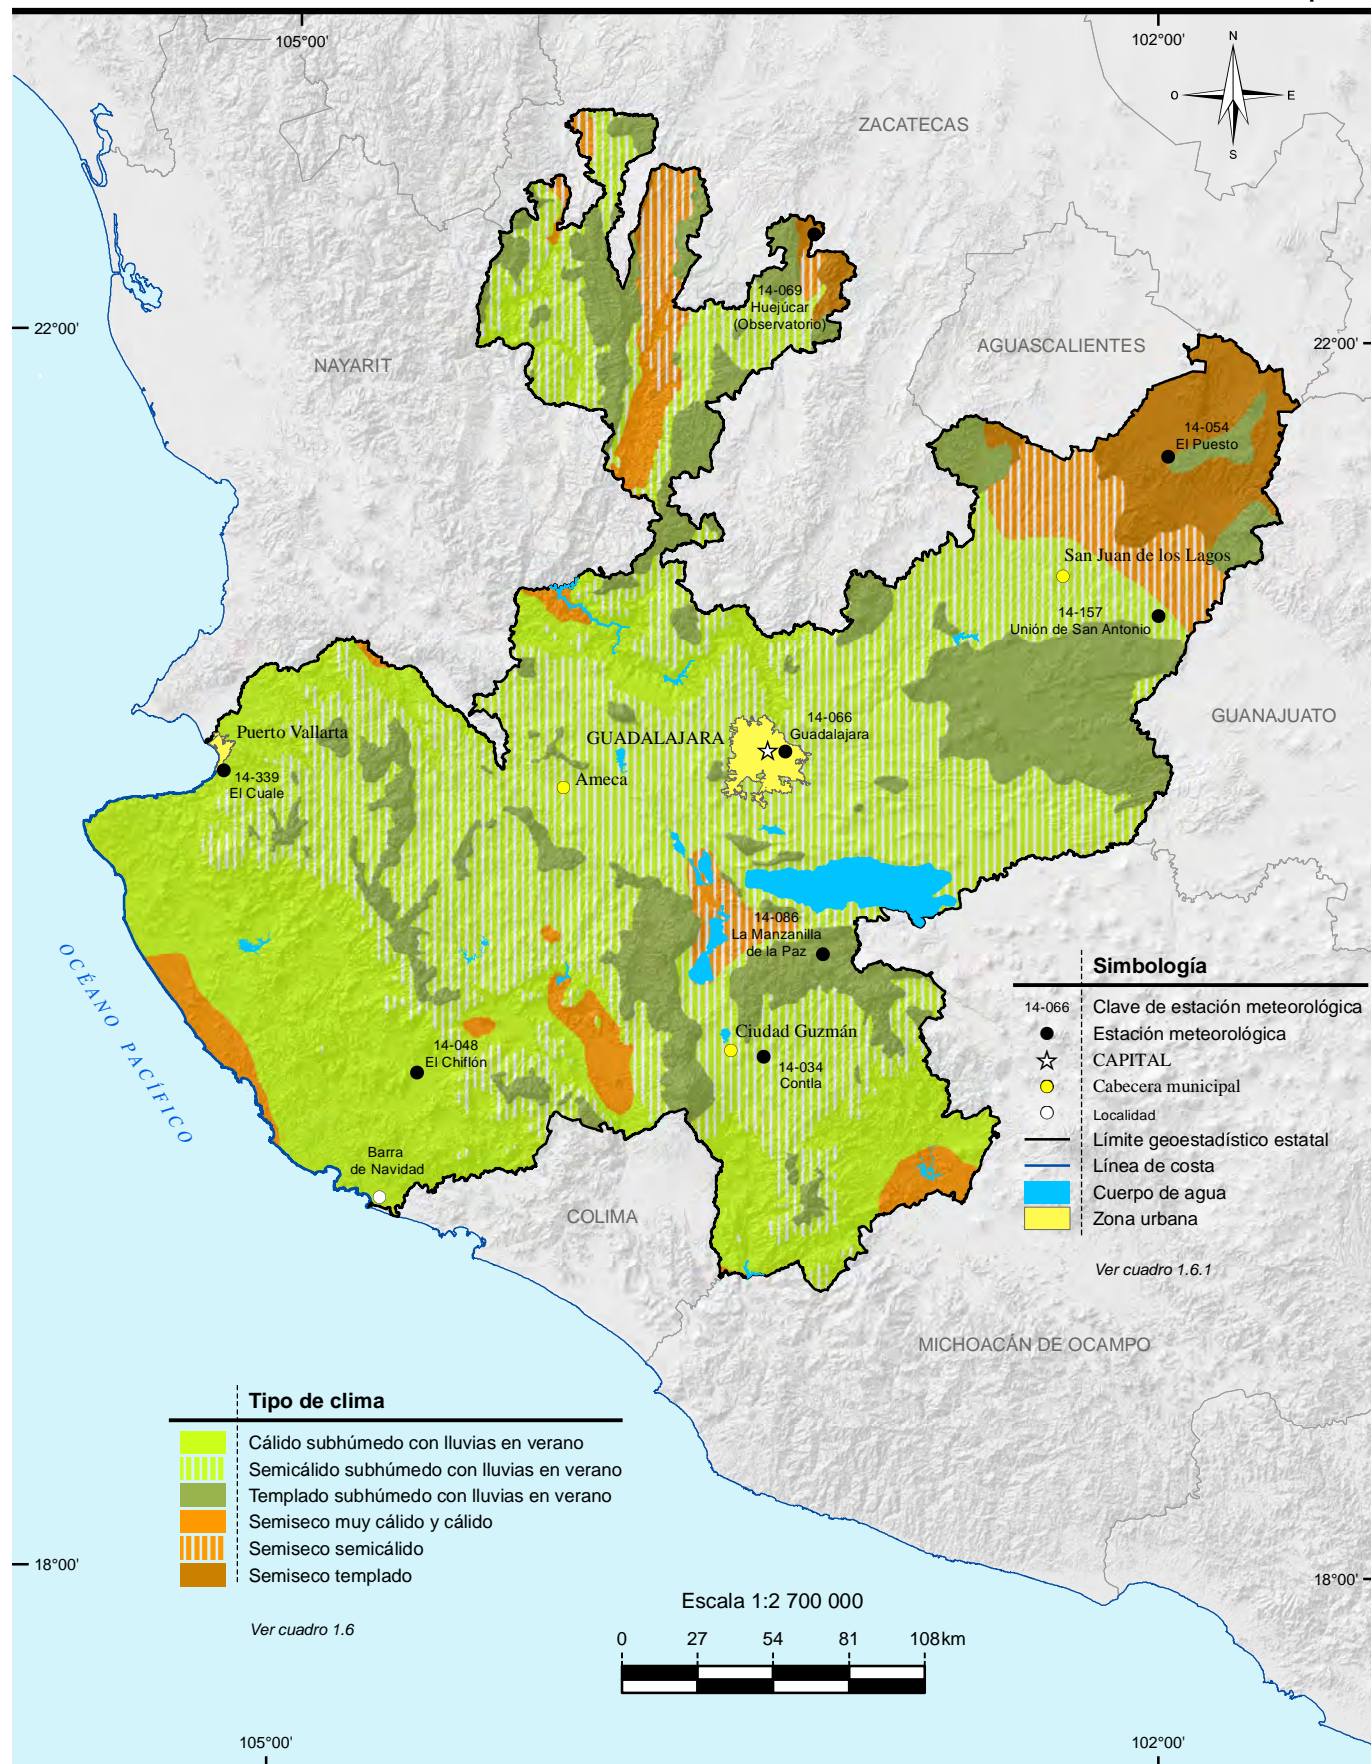 105°00'
102°00'
N
O
E
S
ZACATECAS
14-069
Huejúcar
(Observatorio)
22°00'
22°00'
AGUASCALIENTES
NAYARIT
14-054
El Puesto
San Juan de los Lagos
14-157
Unión de San Antonio
GUANAJUATO
14-066
Guadalajara
GUADALAJARA
Puerto Vallarta
14-339
El Cuale
Ameca
14-086
La Manzanilla
de la Paz
OCÉANO PACÍFICO
Ciudad Guzmán
14-034
Contla
14-048
El Chiflón
Barra
de Navidad
COLIMA
MICHOACÁN DE OCAMPO
Simbología
14-066 Clave de estación meteorológica
Estación meteorológica
CAPITAL
Cabecera municipal
Localidad
Límite geoestadístico estatal
Línea de costa
Cuerpo de agua
Zona urbana
Ver cuadro 1.6.1
Tipo de clima
Cálido subhúmedo con lluvias en verano
Semicálido subhúmedo con lluvias en verano
Templado subhúmedo con lluvias en verano
Semiseco muy cálido y cálido
Semiseco semicálido
Semiseco templado
Ver cuadro 1.6
18°00'
18°00'
Escala 1:2 700 000
0 27 54 81 108km
105°00'
102°00'